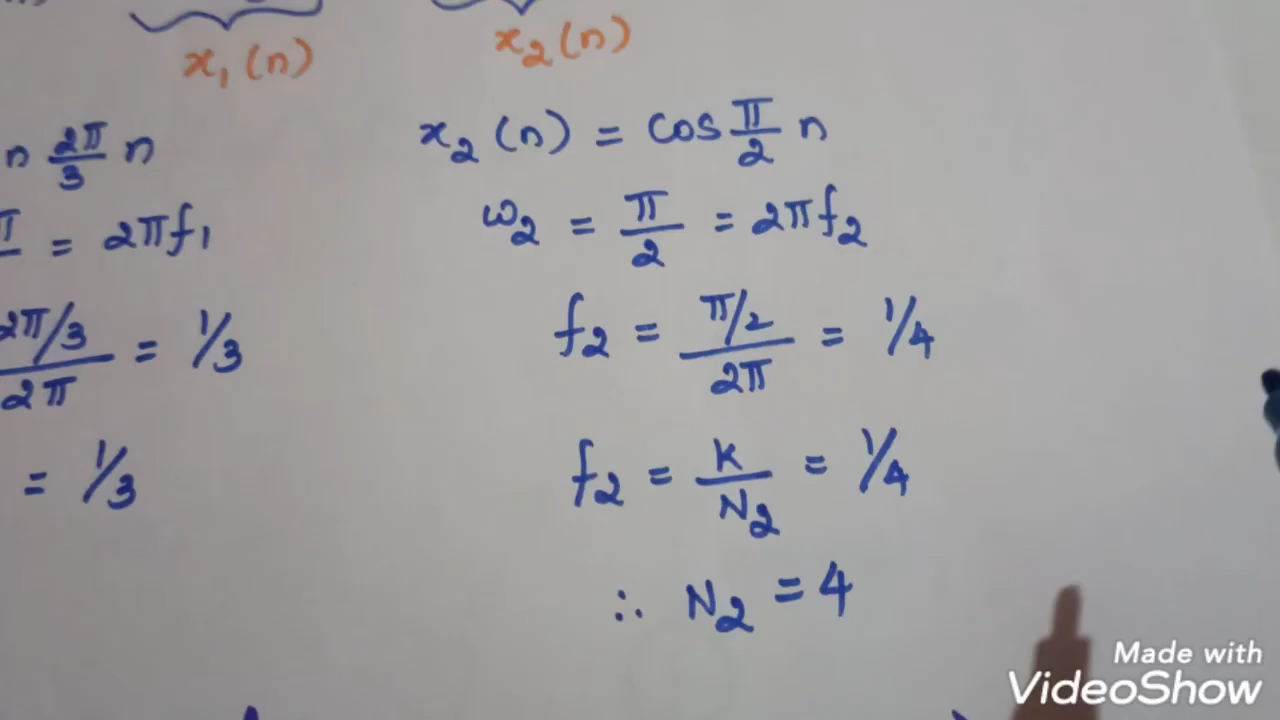 x₁(n) x₂(n)
n 2π/3 n
π = 2πf₁
2π/3 / 2π = 1/3
= 1/3
x₂(n) = cos π/2 n
ω₂ = π/2 = 2πf₂
f₂ = π/2 / 2π = 1/4
f₂ = K/N₂ = 1/4
∴ N₂ = 4
Made with
VideoShow